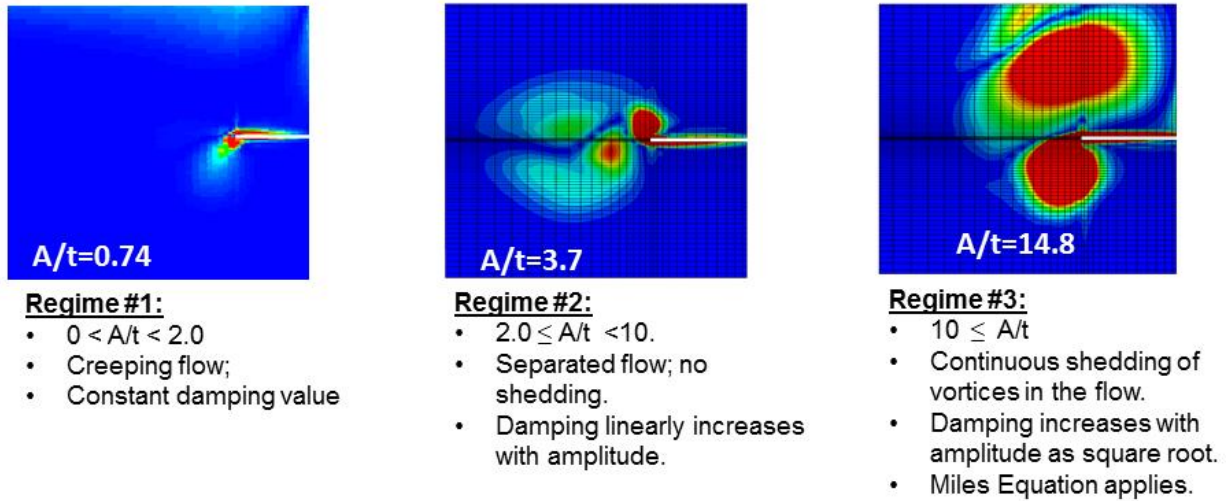 A/t=0.74
Regime #1:
• 0 < A/t < 2.0
• Creeping flow;
• Constant damping value
A/t=3.7
Regime #2:
• 2.0 ≤ A/t <10.
• Separated flow; no
shedding.
• Damping linearly increases
with amplitude.
A/t=14.8
Regime #3:
• 10 ≤ A/t
• Continuous shedding of
vortices in the flow.
• Damping increases with
amplitude as square root.
• Miles Equation applies.